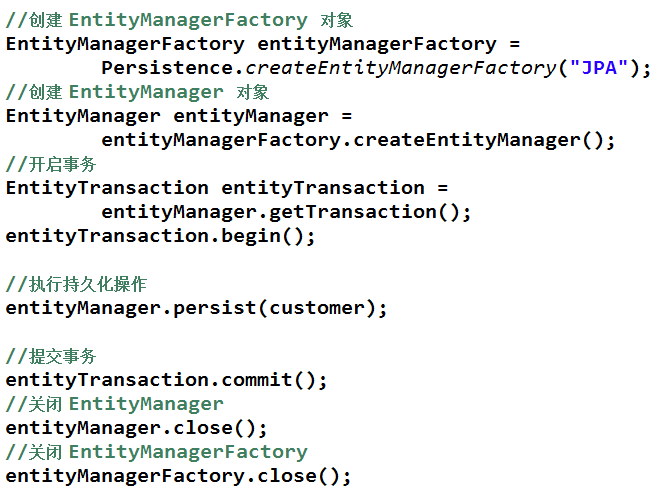 //创建 EntityManagerFactory 对象
EntityManagerFactory entityManagerFactory =
        Persistence.createEntityManagerFactory("JPA");
//创建 EntityManager 对象
EntityManager entityManager =
        entityManagerFactory.createEntityManager();
//开启事务
EntityTransaction entityTransaction =
        entityManager.getTransaction();
entityTransaction.begin();

//执行持久化操作
entityManager.persist(customer);

//提交事务
entityTransaction.commit();
//关闭 EntityManager
entityManager.close();
//关闭 EntityManagerFactory
entityManagerFactory.close();